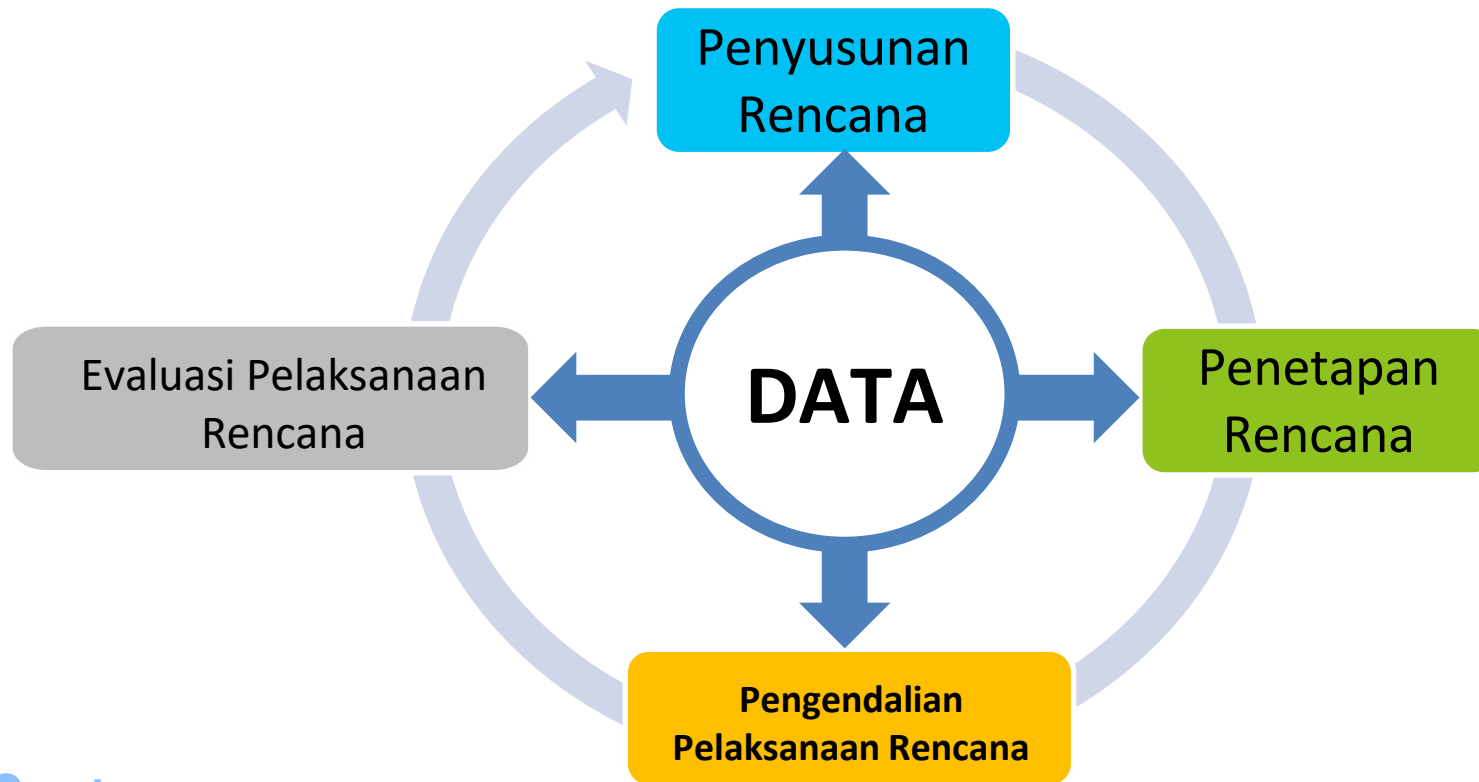 Penyusunan
Rencana
Evaluasi Pelaksanaan
Rencana
DATA
Penetapan
Rencana
Pengendalian
Pelaksanaan Rencana